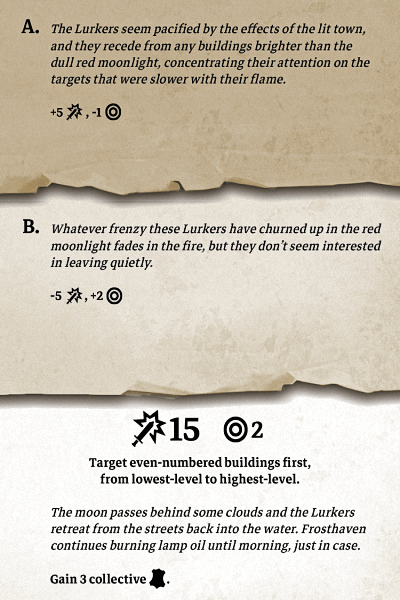 A. The Lurkers seem pacified by the effects of the lit town,
and they recede from any buildings brighter than the
dull red moonlight, concentrating their attention on the
targets that were slower with their flame.
+5 , -1
B. Whatever frenzy these Lurkers have churned up in the red
moonlight fades in the fire, but they don't seem interested
in leaving quietly.
-5 , +2
15 2
Target even-numbered buildings first,
from lowest-level to highest-level.
The moon passes behind some clouds and the Lurkers
retreat from the streets back into the water. Frosthaven
continues burning lamp oil until morning, just in case.
Gain 3 collective .